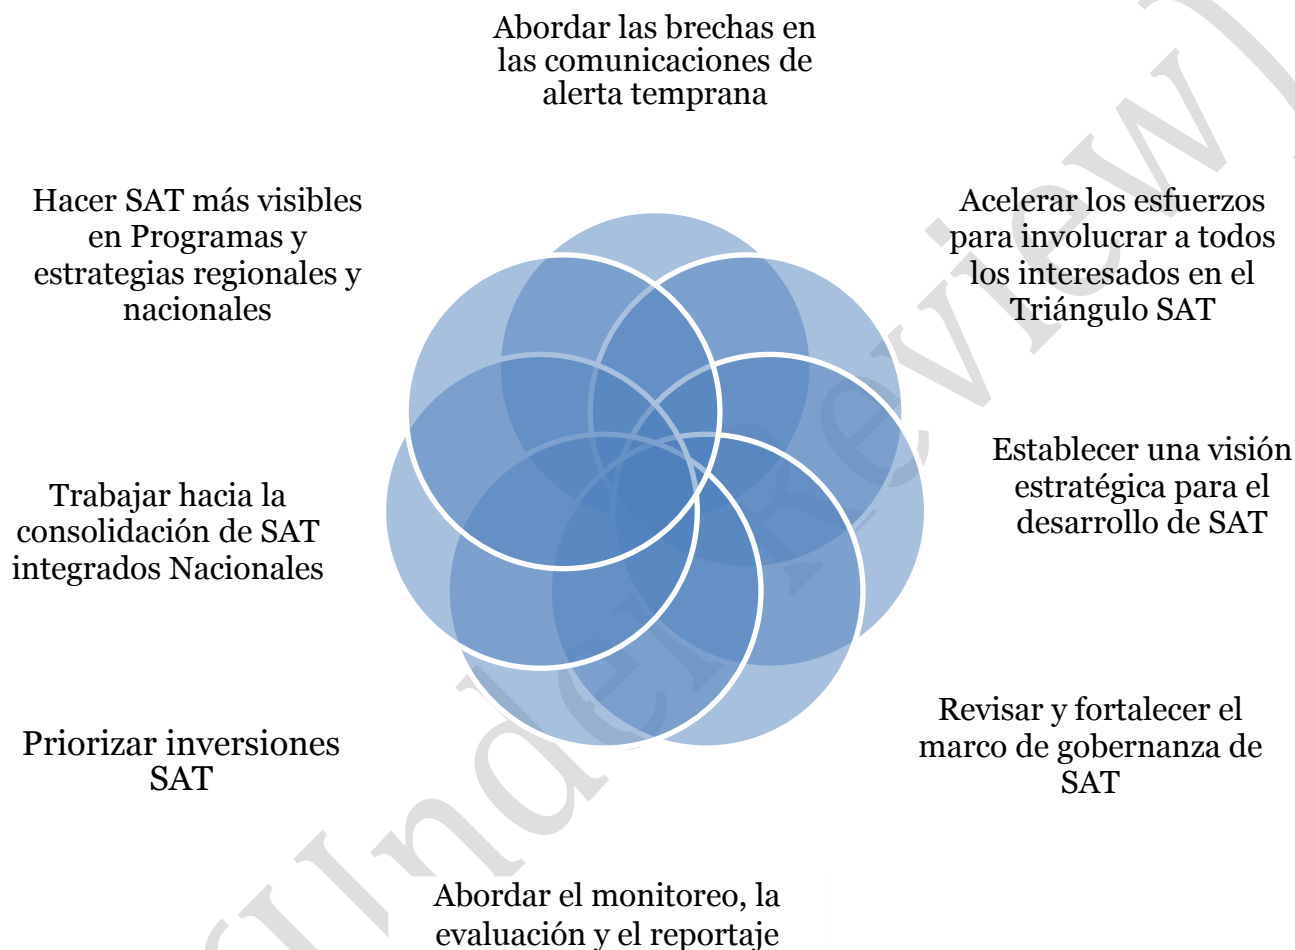 Abordar las brechas en
las comunicaciones de
alerta temprana
Acelerar los esfuerzos
para involucrar a todos
los interesados en el
Triángulo SAT
Establecer una visión
estratégica para el
desarrollo de SAT
Revisar y fortalecer el
marco de gobernanza de
SAT
Abordar el monitoreo, la
evaluación y el reportaje
Priorizar inversiones
SAT
Trabajar hacia la
consolidación de SAT
integrados Nacionales
Hacer SAT más visibles
en Programas y
estrategias regionales y
nacionales
[Under Review]